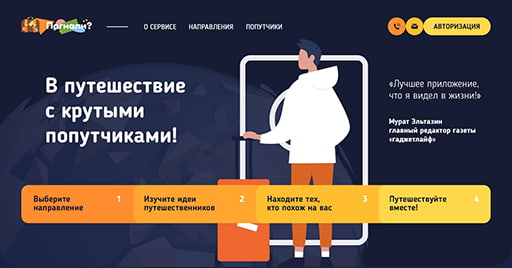 Погнали?
О СЕРВИСЕ
НАПРАВЛЕНИЯ
ПОПУТЧИКИ
АВТОРИЗАЦИЯ
В путешествие
с крутыми
попутчиками!
«Лучшее приложение,
что я видел в жизни!»
Мурат Эльтазин
главный редактор газеты
«гаджетлайф»
Выберите
направление
1
Изучите идеи
путешественников
2
Находите тех,
кто похож на вас
3
Путешествуйте
вместе!
4